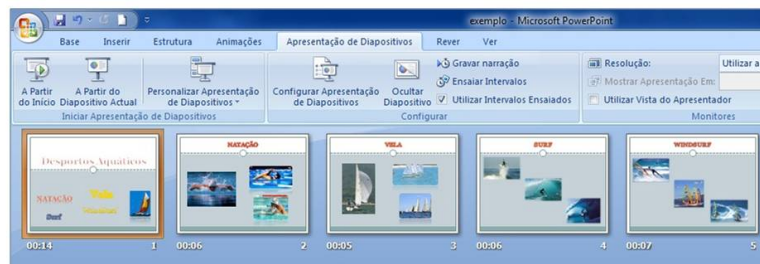 exemplo - Microsoft PowerPoint
Base Inserir Estrutura Animações Apresentação de Diapositivos Rever Ver
A Partir do Início
A Partir do Diapositivo Actual
Personalizar Apresentação de Diapositivos
Iniciar Apresentação de Diapositivos
Configurar Apresentação de Diapositivos
Ocultar Diapositivo
Gravar narração
Ensaiar Intervalos
Utilizar Intervalos Ensaiados
Configurar
Resolução: Utilizar a
Mostrar Apresentação Em:
Utilizar Vista do Apresentador
Monitores
Desportos Aquáticos
NATAÇÃO
Vela
Surf
00:14 1
NATAÇÃO
00:06 2
VELA
00:05 3
SURF
00:06 4
WINDSURF
00:07 5